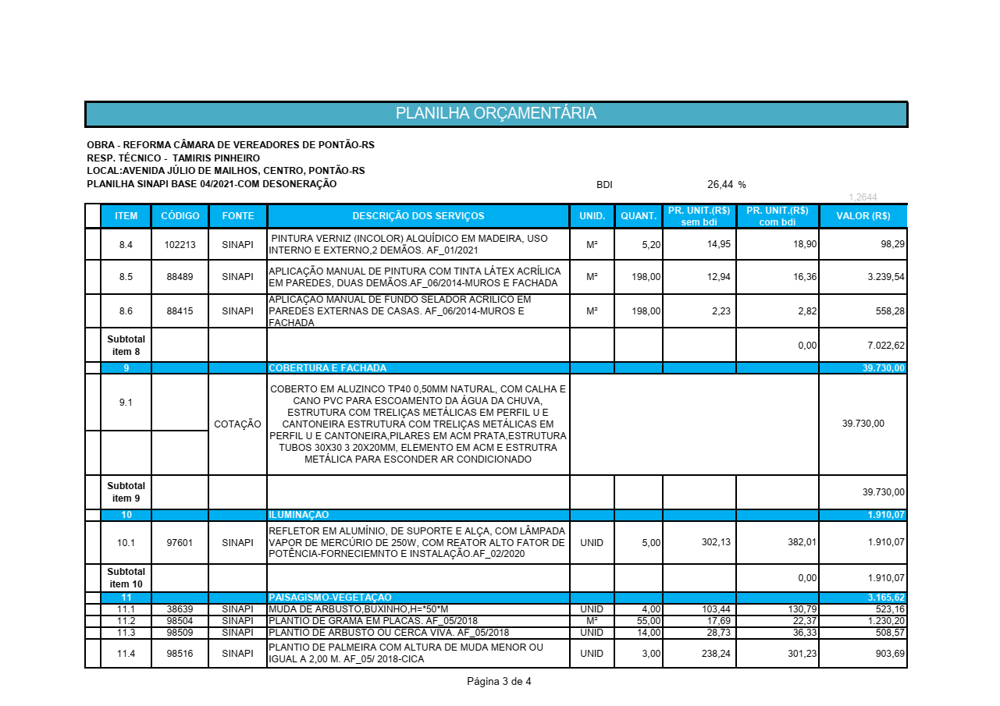 PLANILHA ORÇAMENTÁRIA
OBRA - REFORMA CÂMARA DE VEREADORES DE PONTÃO-RS
RESP. TÉCNICO - TAMIRIS PINHEIRO
LOCAL:AVENIDA JÚLIO DE MAILHOS, CENTRO, PONTÃO-RS
PLANILHA SINAPI BASE 04/2021-COM DESONERAÇÃO BDI 26,44 %
1,2644
ITEM CÓDIGO FONTE DESCRIÇÃO DOS SERVIÇOS UNID. QUANT. PR. UNIT.(R$) sem bdi PR. UNIT.(R$) com bdi VALOR (R$)
8.4 102213 SINAPI PINTURA VERNIZ (INCOLOR) ALQUÍDICO EM MADEIRA, USO
INTERNO E EXTERNO,2 DEMÃOS. AF_01/2021 M² 5,20 14,95 18,90 98,29
8.5 88489 SINAPI APLICAÇÃO MANUAL DE PINTURA COM TINTA LÁTEX ACRÍLICA
EM PAREDES, DUAS DEMÃOS.AF_06/2014-MUROS E FACHADA M² 198,00 12,94 16,36 3.239,54
8.6 88415 SINAPI APLICAÇÃO MANUAL DE FUNDO SELADOR ACRÍLICO EM
PAREDES EXTERNAS DE CASAS. AF_06/2014-MUROS E
FACHADA M² 198,00 2,23 2,82 558,28
Subtotal
item 8 0,00 7.022,62
9 COBERTURA E FACHADA 39.730,00
9.1 COTAÇÃO COBERTO EM ALUZINCO TP40 0,50MM NATURAL, COM CALHA E
CANO PVC PARA ESCOAMENTO DA ÁGUA DA CHUVA,
ESTRUTURA COM TRELIÇAS METÁLICAS EM PERFIL U E
CANTONEIRA ESTRUTURA COM TRELIÇAS METÁLICAS EM
PERFIL U E CANTONEIRA,PILARES EM ACM PRATA,ESTRUTURA
TUBOS 30X30 3 20X20MM, ELEMENTO EM ACM E ESTRUTRA
METÁLICA PARA ESCONDER AR CONDICIONADO 39.730,00
Subtotal
item 9 39.730,00
10 ILUMINAÇÃO 1.910,07
10.1 97601 SINAPI REFLETOR EM ALUMÍNIO, DE SUPORTE E ALÇA, COM LÂMPADA
VAPOR DE MERCÚRIO DE 250W, COM REATOR ALTO FATOR DE
POTÊNCIA-FORNECIEMNTO E INSTALAÇÃO.AF_02/2020 UNID 5,00 302,13 382,01 1.910,07
Subtotal
item 10 0,00 1.910,07
11 PAISAGISMO-VEGETAÇÃO 3.165,62
11.1 38639 SINAPI MUDA DE ARBUSTO,BUXINHO,H=*50*M UNID 4,00 103,44 130,79 523,16
11.2 98504 SINAPI PLANTIO DE GRAMA EM PLACAS. AF_05/2018 M² 55,00 17,69 22,37 1.230,20
11.3 98509 SINAPI PLANTIO DE ARBUSTO OU CERCA VIVA. AF_05/2018 UNID 14,00 28,73 36,33 508,57
11.4 98516 SINAPI PLANTIO DE PALMEIRA COM ALTURA DE MUDA MENOR OU
IGUAL A 2,00 M. AF_05/ 2018-CICA UNID 3,00 238,24 301,23 903,69
Página 3 de 4